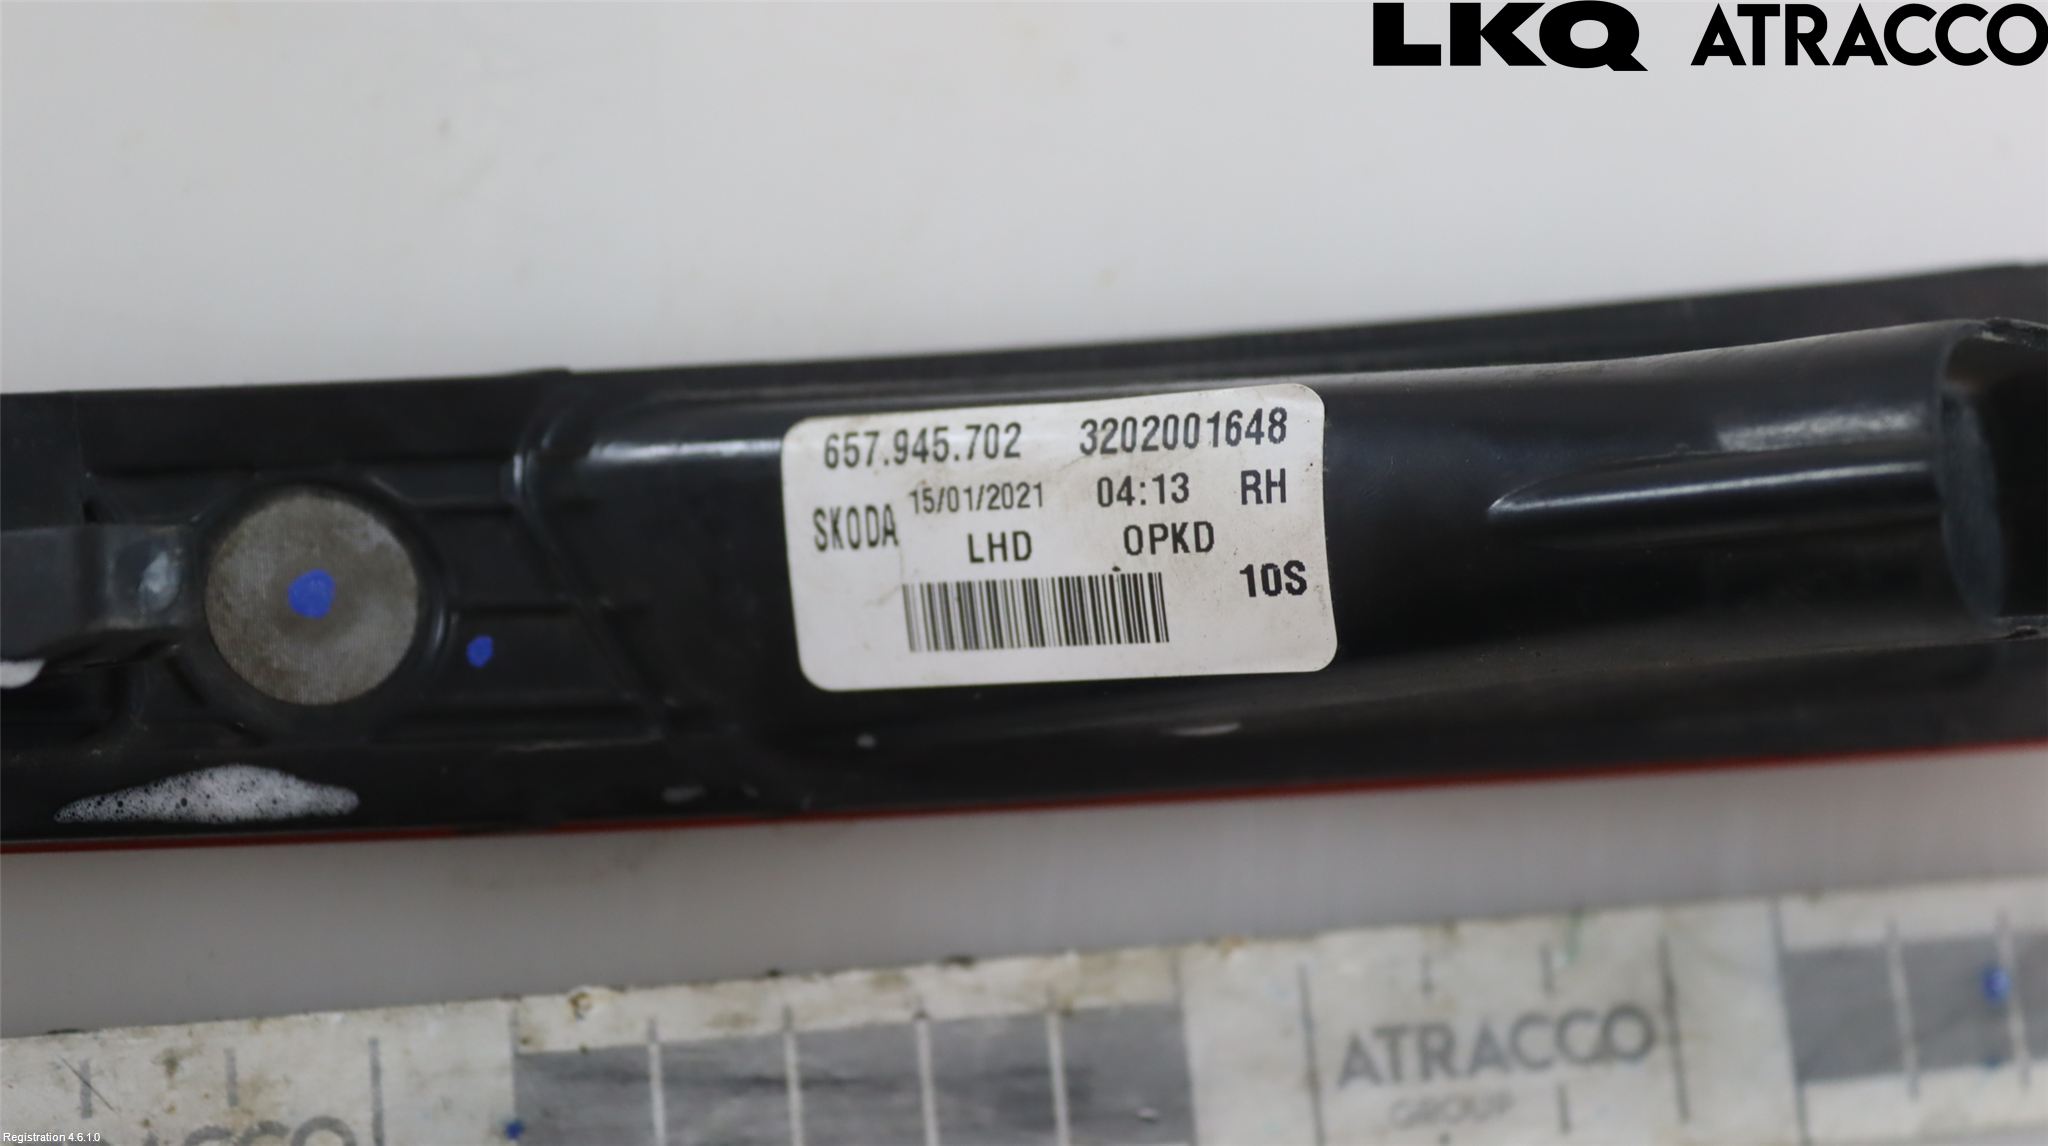 LKQ ATRACCO
657.945.702 3202001648
SKODA 15/01/2021 04:13 RH
LHD OPKD
10S
ATRACCO
GROUP
ATRACCO
Registration 4.6.1.0